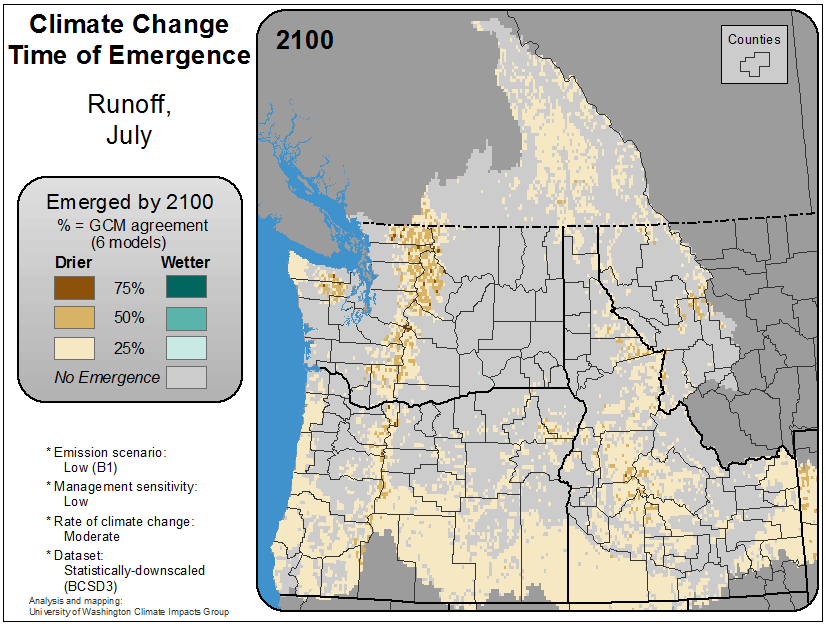 Climate Change
Time of Emergence
Runoff,
July
Emerged by 2100
% = GCM agreement
(6 models)
Drier Wetter
75%
50%
25%
No Emergence
* Emission scenario:
Low (B1)
* Management sensitivity:
Low
* Rate of climate change:
Moderate
* Dataset:
Statistically-downscaled
(BCSD3)
Analysis and mapping:
University of Washington Climate Impacts Group
2100
Counties